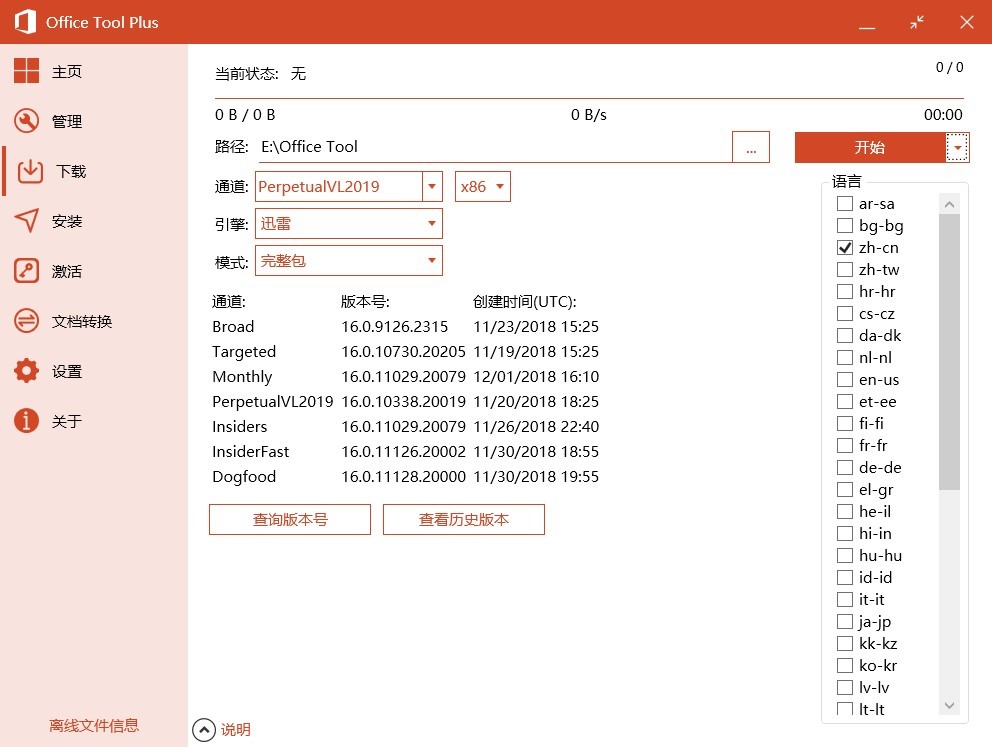 Office Tool Plus
主页
管理
下载
安装
激活
文档转换
设置
关于
离线文件信息
当前状态: 无
0 / 0
0 B / 0 B 0 B/s 00:00
路径: E:\Office Tool ... 开始
通道: PerpetualVL2019 x86
引擎: 迅雷
模式: 完整包
通道: 版本号: 创建时间(UTC):
Broad 16.0.9126.2315 11/23/2018 15:25
Targeted 16.0.10730.20205 11/19/2018 15:25
Monthly 16.0.11029.20079 12/01/2018 16:10
PerpetualVL2019 16.0.10338.20019 11/20/2018 18:25
Insiders 16.0.11029.20079 11/26/2018 22:40
InsiderFast 16.0.11126.20002 11/30/2018 18:55
Dogfood 16.0.11128.20000 11/30/2018 19:55
查询版本号 查看历史版本
说明
语言
ar-sa
bg-bg
zh-cn
zh-tw
hr-hr
cs-cz
da-dk
nl-nl
en-us
et-ee
fi-fi
fr-fr
de-de
el-gr
he-il
hi-in
hu-hu
id-id
it-it
ja-jp
kk-kz
ko-kr
lv-lv
lt-lt